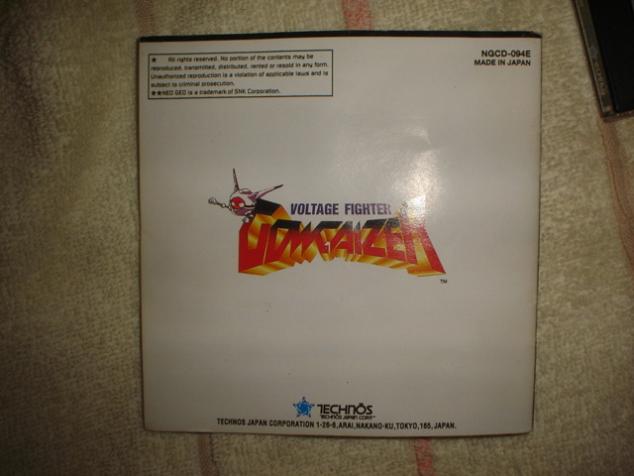 ★ All rights reserved. No portion of the contents may be
reproduced, transmitted, distributed, rented or resold in any form.
Unauthorized reproduction is a violation of applicable laws and is
subject to criminal prosecution.
★★NEO GEO is a trademark of SNK Corporation.
NGCD-094E
MADE IN JAPAN
VOLTAGE FIGHTER
GOWCAIZER
TM
TECHNŌS
TECHNŌS JAPAN CORP.
TECHNOS JAPAN CORPORATION 1-26-6,ARAI,NAKANO-KU,TOKYO,165,JAPAN.